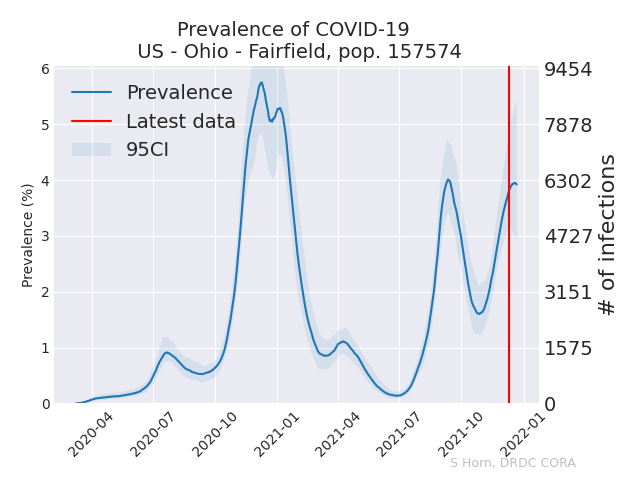 Prevalence of COVID-19
US - Ohio - Fairfield, pop. 157574
Prevalence
Latest data
95CI
Prevalence (%)
6
5
4
3
2
1
0
9454
7878
6302
4727
3151
1575
0
# of infections
2020-04
2020-07
2020-10
2021-01
2021-04
2021-07
2021-10
2022-01
S Horn, DRDC CORA